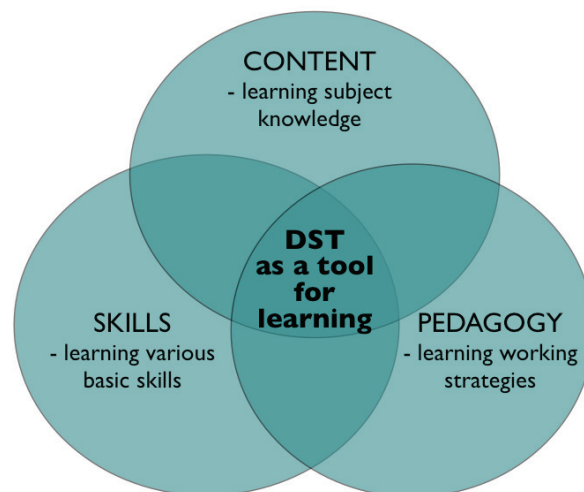 CONTENT
- learning subject
knowledge
DST
as a tool
for
learning
SKILLS
- learning various
basic skills
PEDAGOGY
- learning working
strategies